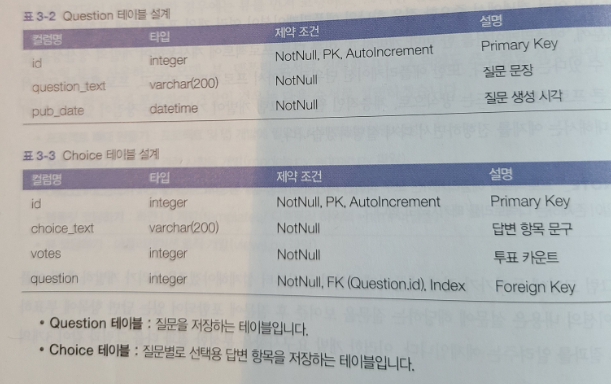 표 3-2 Question 테이블 설계
컬럼명 타입 제약 조건 설명
id integer NotNull, PK, AutoIncrement Primary Key
question_text varchar(200) NotNull 질문 문장
pub_date datetime NotNull 질문 생성 시각
표 3-3 Choice 테이블 설계
컬럼명 타입 제약 조건 설명
id integer NotNull, PK, AutoIncrement Primary Key
choice_text varchar(200) NotNull 답변 항목 문구
votes integer NotNull 투표 카운트
question integer NotNull, FK (Question.id), Index Foreign Key
• Question 테이블 : 질문을 저장하는 테이블입니다.
• Choice 테이블 : 질문별로 선택용 답변 항목을 저장하는 테이블입니다.